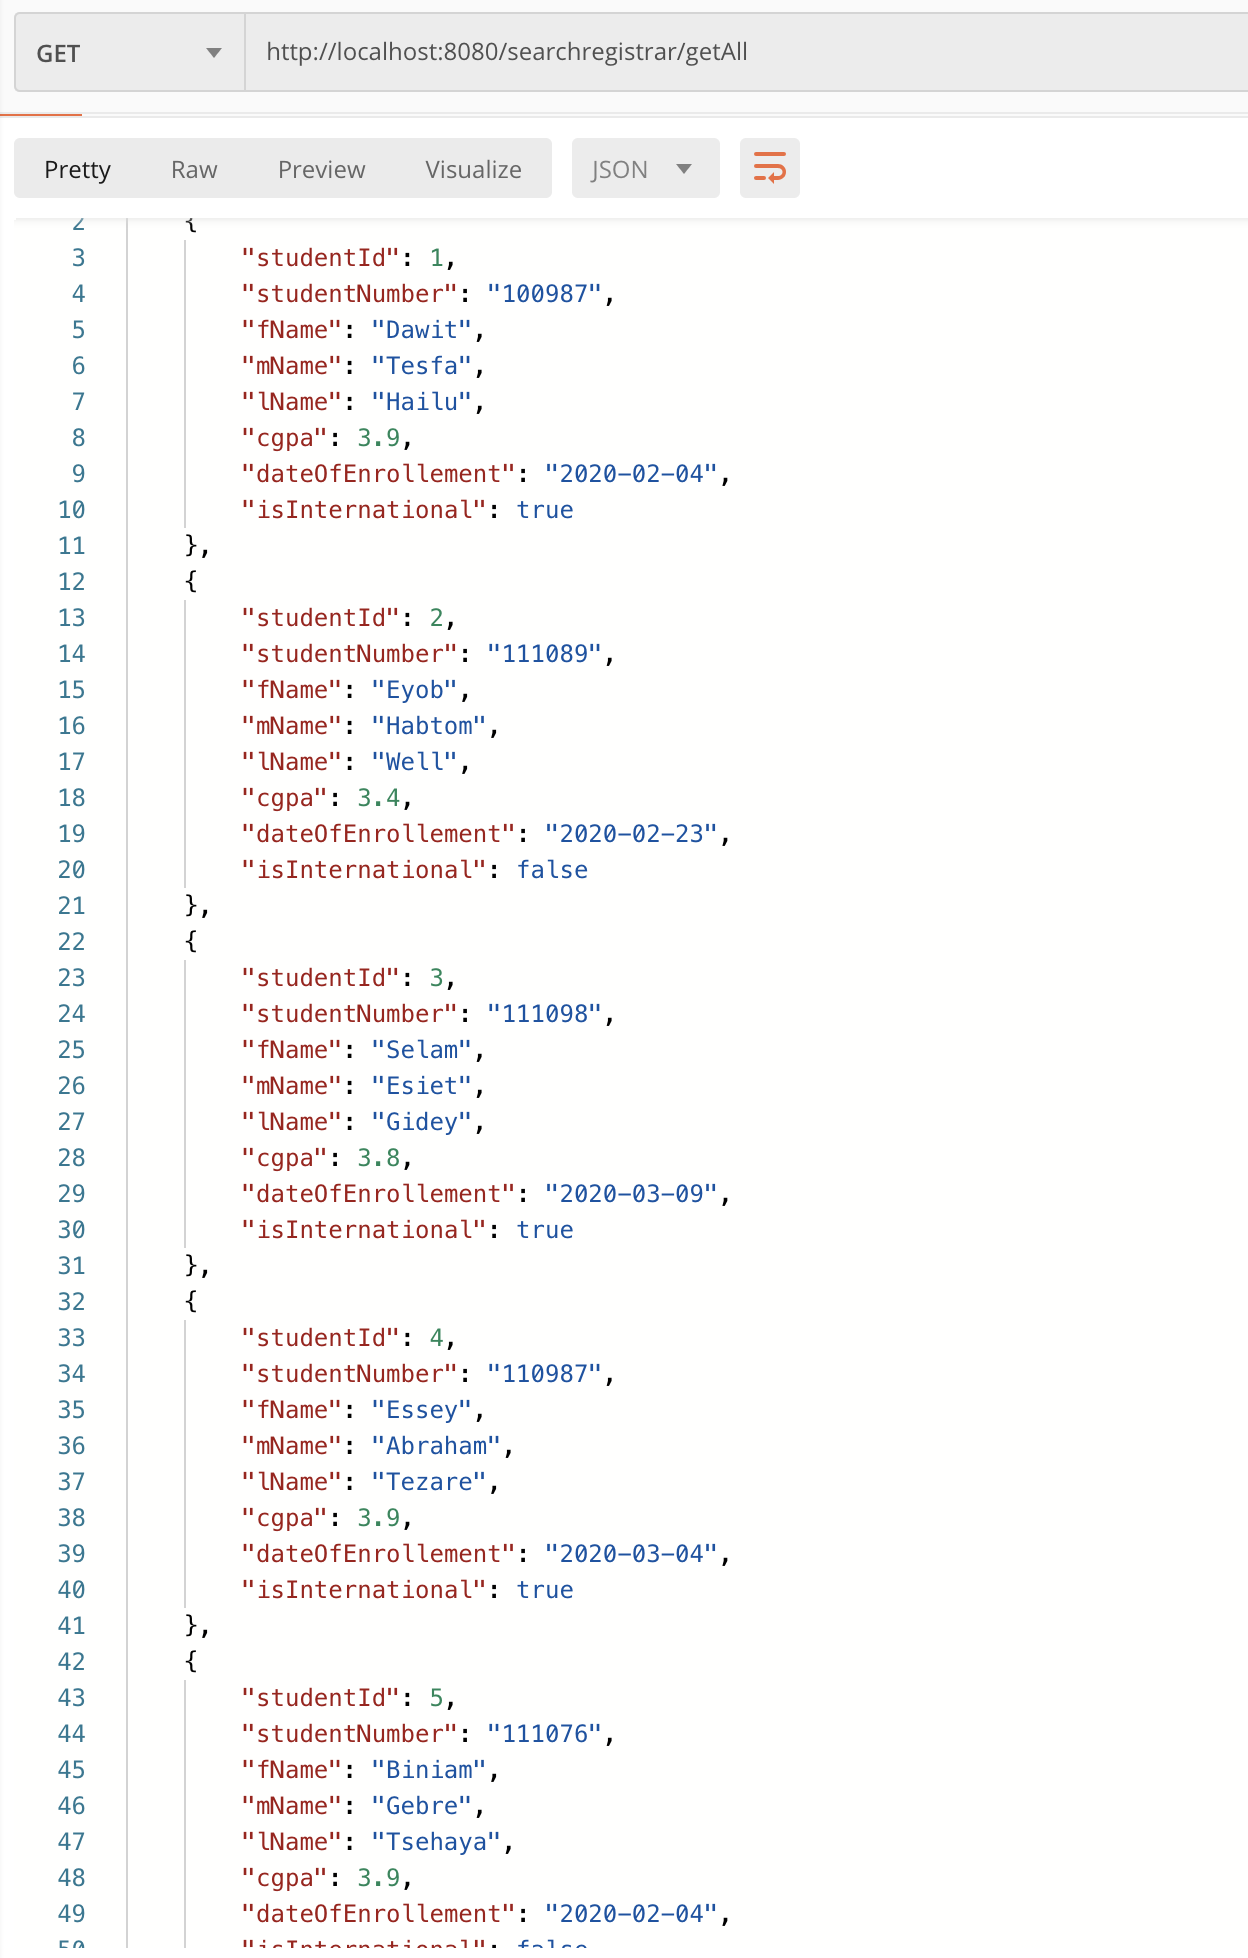 GET http://localhost:8080/searchregistrar/getAll
Pretty Raw Preview Visualize JSON
2 {
3 "studentId": 1,
4 "studentNumber": "100987",
5 "fName": "Dawit",
6 "mName": "Tesfa",
7 "lName": "Hailu",
8 "cgpa": 3.9,
9 "dateOfEnrollement": "2020-02-04",
10 "isInternational": true
11 },
12 {
13 "studentId": 2,
14 "studentNumber": "111089",
15 "fName": "Eyob",
16 "mName": "Habtom",
17 "lName": "Well",
18 "cgpa": 3.4,
19 "dateOfEnrollement": "2020-02-23",
20 "isInternational": false
21 },
22 {
23 "studentId": 3,
24 "studentNumber": "111098",
25 "fName": "Selam",
26 "mName": "Esiet",
27 "lName": "Gidey",
28 "cgpa": 3.8,
29 "dateOfEnrollement": "2020-03-09",
30 "isInternational": true
31 },
32 {
33 "studentId": 4,
34 "studentNumber": "110987",
35 "fName": "Essey",
36 "mName": "Abraham",
37 "lName": "Tezare",
38 "cgpa": 3.9,
39 "dateOfEnrollement": "2020-03-04",
40 "isInternational": true
41 },
42 {
43 "studentId": 5,
44 "studentNumber": "111076",
45 "fName": "Biniam",
46 "mName": "Gebre",
47 "lName": "Tsehaya",
48 "cgpa": 3.9,
49 "dateOfEnrollement": "2020-02-04",
50 "isInternational": false